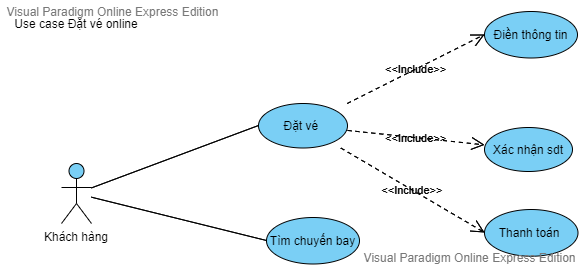 Visual Paradigm Online Express Edition
Use case Đặt vé online
Điền thông tin
<<Include>>
Đặt vé
<<Include>>
Xác nhận sdt
<<Include>>
Khách hàng
Tìm chuyến bay
Thanh toán
Visual Paradigm Online Express Edition